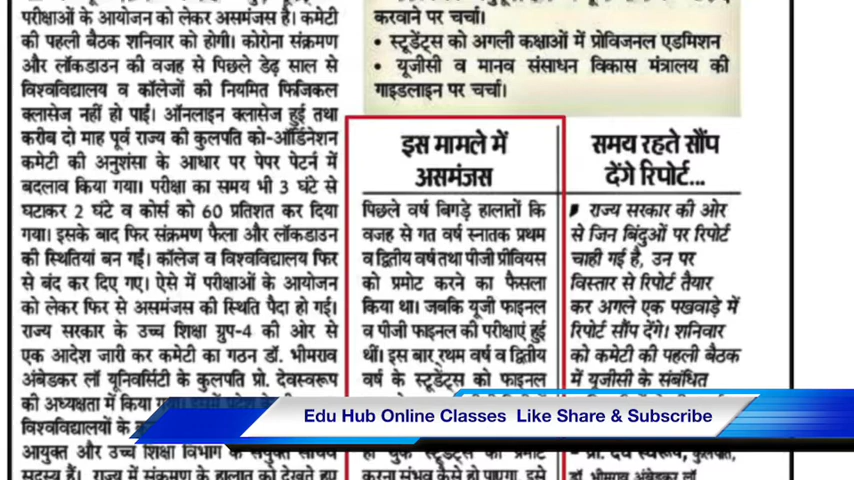 परीक्षाओं के आयोजन को लेकर असमंजस है। कमेटी
की पहली बैठक शनिवार को होगी। कोरोना संक्रमण
और लॉकडाउन की वजह से पिछले डेढ़ साल से
विश्वविद्यालय व कॉलेजों को नियमित फिजिकल
क्लासेज नहीं हो पाईं। ऑनलाइन क्लासेज हुई तथा
करीब दो माह पूर्व राज्य की कुलपति को-ऑर्डिनेशन
कमेटी की अनुशंसा के आधार पर पेपर पेटर्न में
बदलाव किया गया। परीक्षा का समय भी 3 घंटे से
घटाकर 2 घंटे व कोर्स को 60 प्रतिशत कर दिया
गया। इसके बाद फिर संक्रमण फैला और लॉकडाउन
की स्थितियां बन गईं। कॉलेज व विश्वविद्यालय फिर
से बंद कर दिए गए। ऐसे में परीक्षाओं के आयोजन
को लेकर फिर से असमंजस की स्थिति पैदा हो गई।
राज्य सरकार के उच्च शिक्षा ग्रुप-4 की ओर से
एक आदेश जारी कर कमेटी का गठन डॉ. भीमराव
अंबेडकर लॉ यूनिवर्सिटी के कुलपति प्रो. देवस्वरूप
की अध्यक्षता में किया
विश्वविद्यालयों के
आयुक्त और उच्च शिक्षा विभाग के संयुक्त सचिव
सदस्य हैं। राज्य में संक्रमण के हालात को देखते हुए
करवाने पर चर्चा।
• स्टूडेंट्स को अगली कक्षाओं में प्रोविजनल एडमिशन
• यूजीसी व मानव संसाधन विकास मंत्रालय की
गाइडलाइन पर चर्चा।
इस मामले में
असमंजस
पिछले वर्ष बिगड़े हालातों कि
वजह से गत वर्ष स्नातक प्रथम
व द्वितीय वर्ष तथा पीजी प्रीवियस
को प्रमोट करने का फैसला
किया था। जबकि यूजी फाइनल
व पीजी फाइनल की परीक्षाएं हुई
थीं। इस बार प्रथम वर्ष व द्वितीय
वर्ष के स्टूडेंट्स को फाइनल
हो चुके स्टूडेंट्स को प्रमोट
करना संभव कैसे हो पाएगा, इसे
समय रहते सौंप
देंगे रिपोर्ट...
राज्य सरकार की ओर
से जिन बिंदुओं पर रिपोर्ट
चाही गई है, उन पर
विस्तार से रिपोर्ट तैयार
कर अगले एक पखवाड़े में
रिपोर्ट सौंप देंगे। शनिवार
को कमेटी की पहली बैठक
में यूजीसी के संबंधित
- प्रो. देव स्वरूप, कुलपति,
डॉ. भीमराव अंबेडकर लॉ
Edu Hub Online Classes Like Share & Subscribe